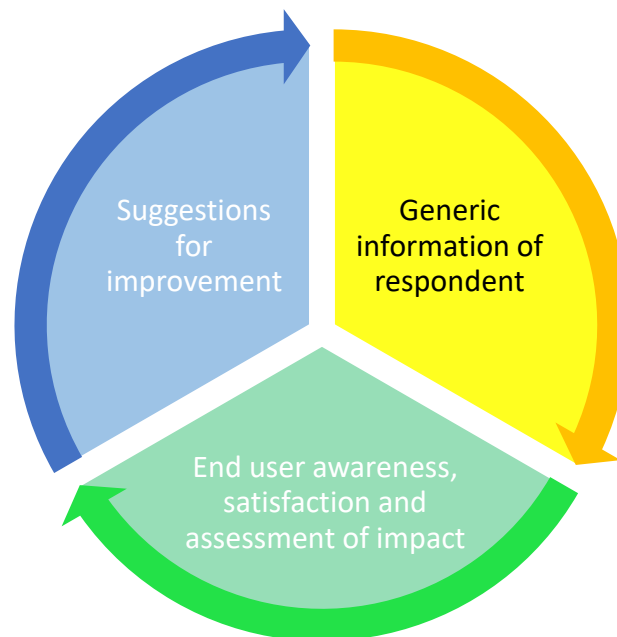 Suggestions
for
improvement
Generic
information of
respondent
End user awareness,
satisfaction and
assessment of impact